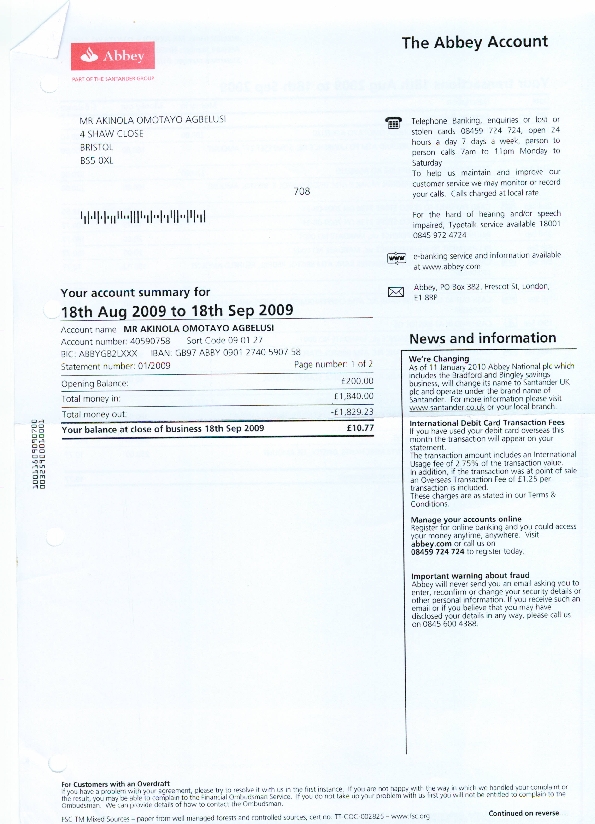 Abbey
PART OF THE SANTANDER GROUP
The Abbey Account
MR AKINOLA OMOTAYO AGBELUSI
4 SHAW CLOSE
BRISTOL
BS5 0XL
708
Telephone Banking, enquiries or lost or
stolen cards 08459 724 724, open 24
hours a day 7 days a week, person to
person calls 7am to 11pm Monday to
Saturday
To help us maintain and improve our
customer service we may monitor or record
your calls. Calls charged at local rate.
For the hard of hearing and/or speech
impaired, Typetalk service available 18001
0845 972 4724
www
e-banking service and information available
at www.abbey.com
Abbey, PO Box 382, Prescot St, London,
E1 8RP
Your account summary for
18th Aug 2009 to 18th Sep 2009
Account name MR AKINOLA OMOTAYO AGBELUSI
Account number: 40590758 Sort Code 09 01 27
BIC: ABBYGB2LXXX IBAN: GB97 ABBY 0901 2740 5907 58
Statement number: 01/2009 Page number: 1 of 2
Opening Balance: £200.00
Total money in: £1,840.00
Total money out: -£1,829.23
Your balance at close of business 18th Sep 2009 £10.77
News and information
We're Changing
As of 11 January 2010 Abbey National plc which
includes the Bradford and Bingley savings
business, will change its name to Santander UK
plc and operate under the brand name of
Santander. For more information please visit
www.santander.co.uk or your local branch.
International Debit Card Transaction Fees
If you have used your debit card overseas this
month the transaction will appear on your
statement.
The transaction amount includes an International
Usage fee of 2.75% of the transaction value.
In addition, if the transaction was at point of sale
an Overseas Transaction Fee of £1.25 per
transaction is included.
These charges are as stated in our Terms &
Conditions.
Manage your accounts online
Register for online banking and you could access
your money anytime, anywhere. Visit
abbey.com or call us on
08459 724 724 to register today.
Important warning about fraud
Abbey will never send you an email asking you to
enter, reconfirm or change your security details or
other personal information. If you receive such an
email or if you believe that you may have
disclosed your details in any way, please call us
on 0845 600 4388.
For Customers with an Overdraft
If you have a problem with your agreement, please try to resolve it with us in the first instance. If you are not happy with the way in which we handled your complaint or
the result, you may be able to complain to the Financial Ombudsman Service. If you do not take up your problem with us first you will not be entitled to complain to the
Ombudsman. We can provide details of how to contact the Ombudsman.
FSC TM Mixed Sources – paper from well managed forests and controlled sources, cert no. TT-COC-002825 – www.fsc.org
Continued on reverse